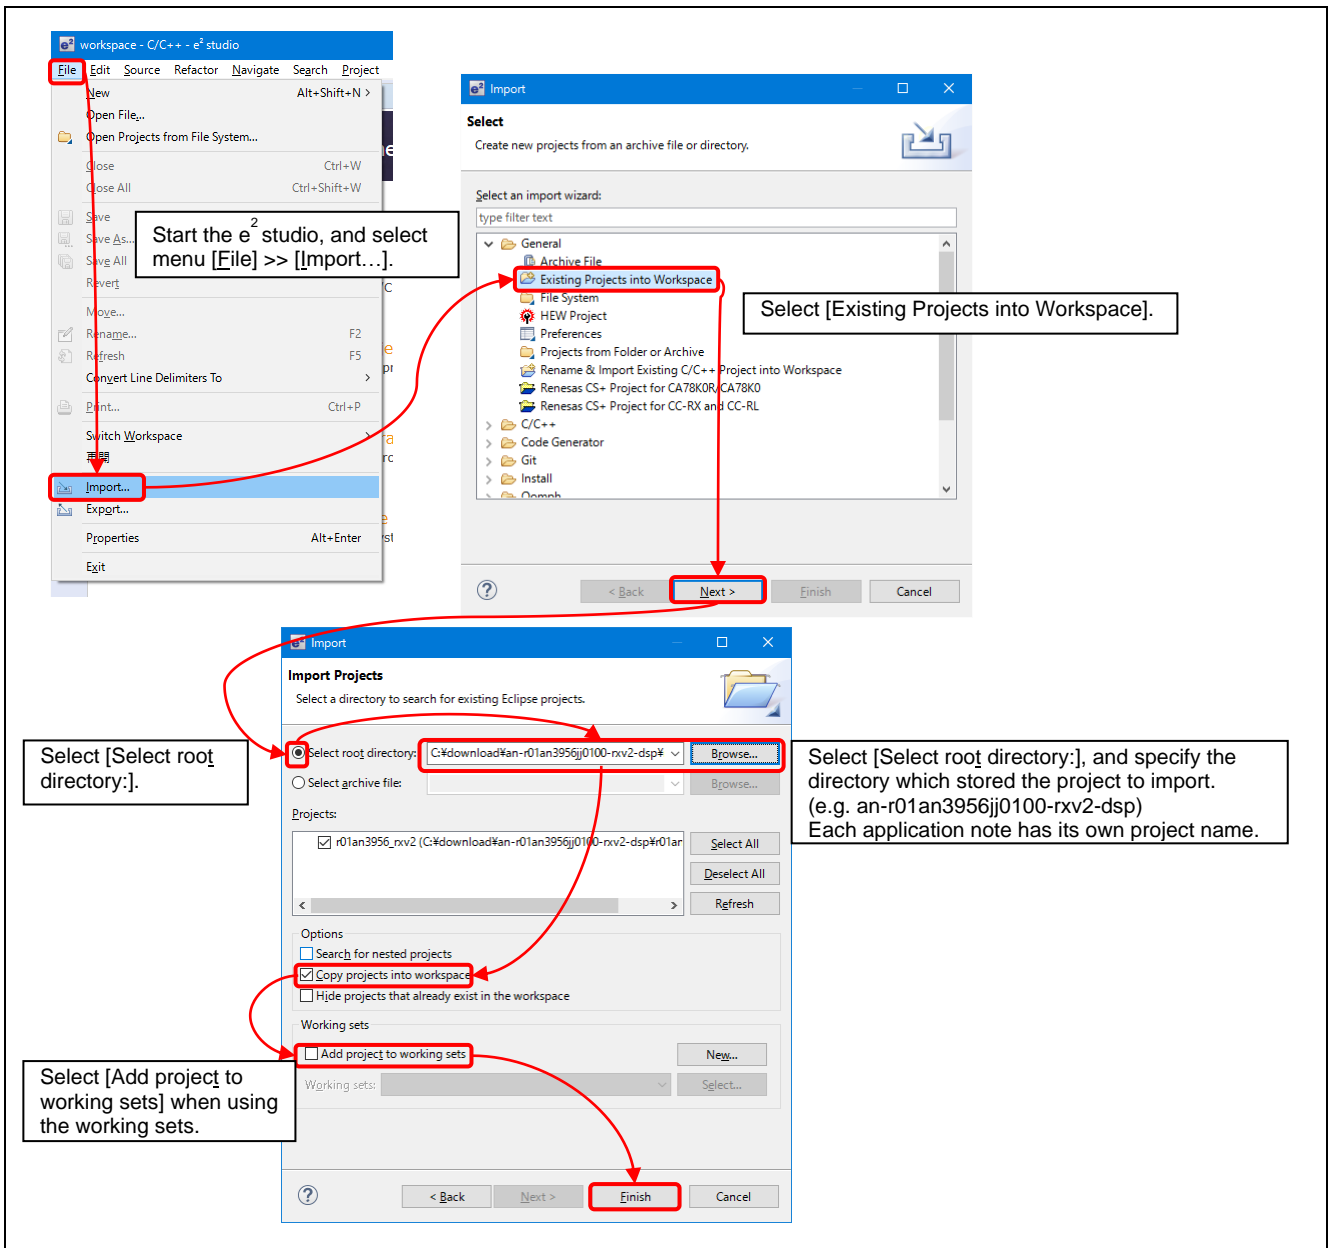 workspace - C/C++ - e² studio
File Edit Source Refactor Navigate Search Project
New Alt+Shift+N >
Open File...
Open Projects from File System...
Close Ctrl+W
Close All Ctrl+Shift+W
Save
Save As...
Save All
Revert
Move...
Rename... F2
Refresh F5
Convert Line Delimiters To >
Print... Ctrl+P
Switch Workspace >
再開
Import...
Export...
Properties Alt+Enter
Exit
Start the e² studio, and select
menu [File] >> [Import…].
e² Import
Select
Create new projects from an archive file or directory.
Select an import wizard:
type filter text
General
Archive File
Existing Projects into Workspace
File System
HEW Project
Preferences
Projects from Folder or Archive
Rename & Import Existing C/C++ Project into Workspace
Renesas CS+ Project for CA78K0R/CA78K0
Renesas CS+ Project for CC-RX and CC-RL
C/C++
Code Generator
Git
Install
Oomph
< Back Next > Finish Cancel
Select [Existing Projects into Workspace].
e² Import
Import Projects
Select a directory to search for existing Eclipse projects.
Select root directory: C:¥download¥an-r01an3956jj0100-rxv2-dsp¥ Browse...
Select archive file: Browse...
Projects:
r01an3956_rxv2 (C:¥download¥an-r01an3956jj0100-rxv2-dsp¥r01an
Select All
Deselect All
Refresh
Options
Search for nested projects
Copy projects into workspace
Hide projects that already exist in the workspace
Working sets
Add project to working sets New...
Working sets: Select...
< Back Next > Finish Cancel
Select [Select root
directory:].
Select [Select root directory:], and specify the
directory which stored the project to import.
(e.g. an-r01an3956jj0100-rxv2-dsp)
Each application note has its own project name.
Select [Add project to
working sets] when using
the working sets.